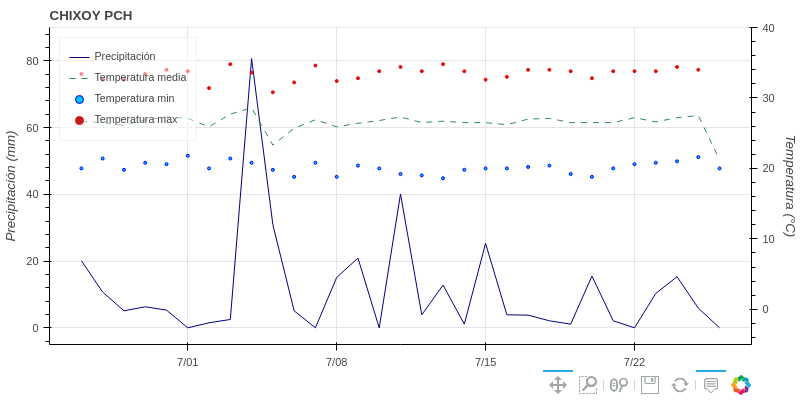 CHIXOY PCH
Precipitación
Temperatura media
Temperatura min
Temperatura max
Precipitación (mm)
80
60
40
20
0
Temperatura (°C)
40
30
20
10
0
7/01
7/08
7/15
7/22